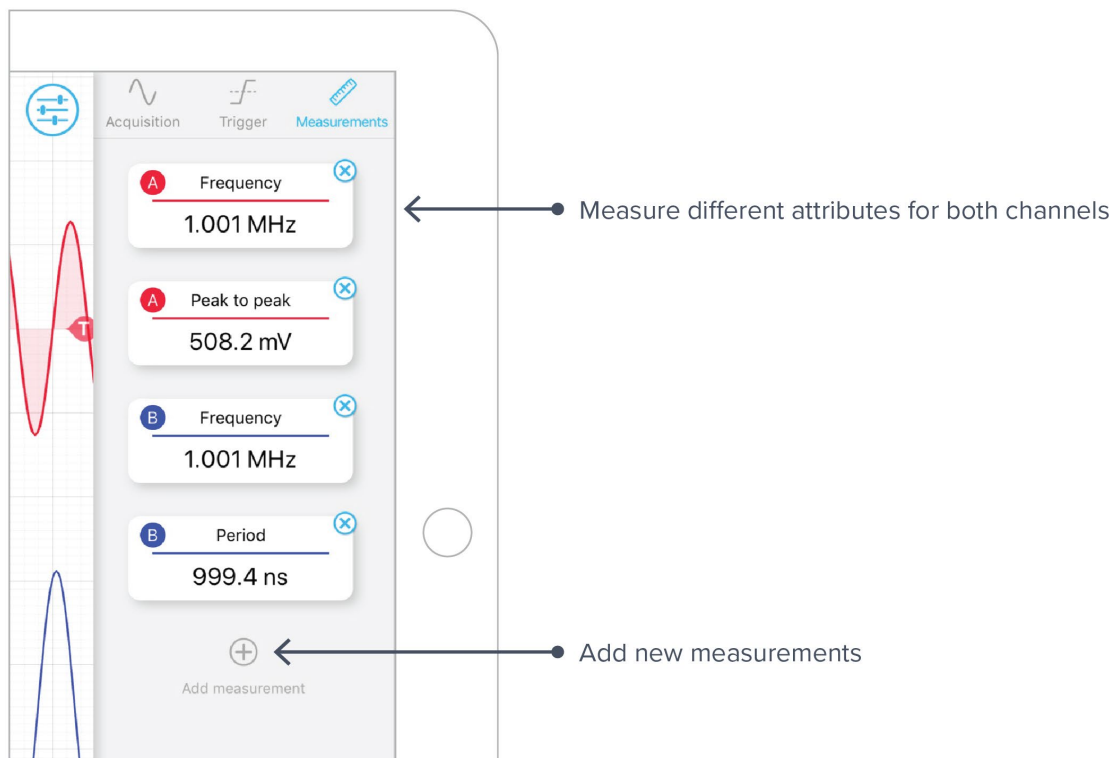 Acquisition Trigger Measurements
A Frequency
1.001 MHz
Measure different attributes for both channels
A Peak to peak
508.2 mV
T
B Frequency
1.001 MHz
B Period
999.4 ns
Add new measurements
Add measurement